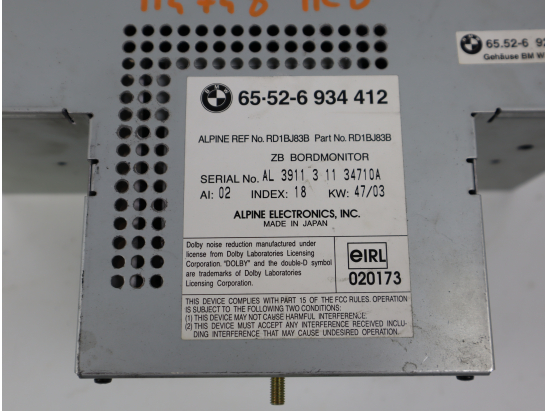 65.52-6 92
Gehäuse BM W
65·52-6 934 412
ALPINE REF No. RD1BJ83B Part No. RD1BJ83B
ZB BORDMONITOR
SERIAL No. AL 3911 3 11 34710A
AI: 02 INDEX: 18 KW: 47/03
ALPINE ELECTRONICS, INC.
MADE IN JAPAN
Dolby noise reduction manufactured under
license from Dolby Laboratories Licensing
Corporation. "DOLBY" and the double-D symbol
are trademarks of Dolby Laboratories
Licensing Corporation.
eIRL
020173
THIS DEVICE COMPLIES WITH PART 15 OF THE FCC RULES. OPERATION
IS SUBJECT TO THE FOLLOWING TWO CONDITIONS:
(1) THIS DEVICE MAY NOT CAUSE HARMFUL INTERFERENCE.
(2) THIS DEVICE MUST ACCEPT ANY INTERFERENCE RECEIVED INCLU-
DING INTERFERENCE THAT MAY CAUSE UNDESIRED OPERATION.